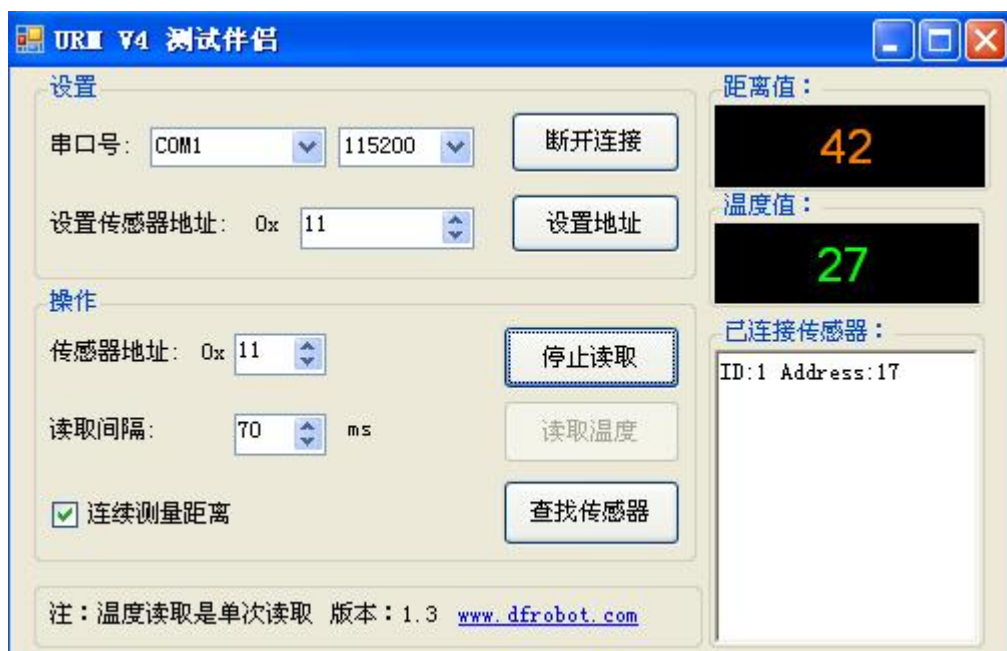 URM V4 测试伴侣
设置
串口号: COM1 115200 断开连接
设置传感器地址: 0x 11 设置地址
操作
传感器地址: 0x 11 停止读取
读取间隔: 70 ms 读取温度
连续测量距离 查找传感器
注：温度读取是单次读取 版本：1.3 www.dfrobot.com
距离值：
42
温度值：
27
已连接传感器：
ID:1 Address:17